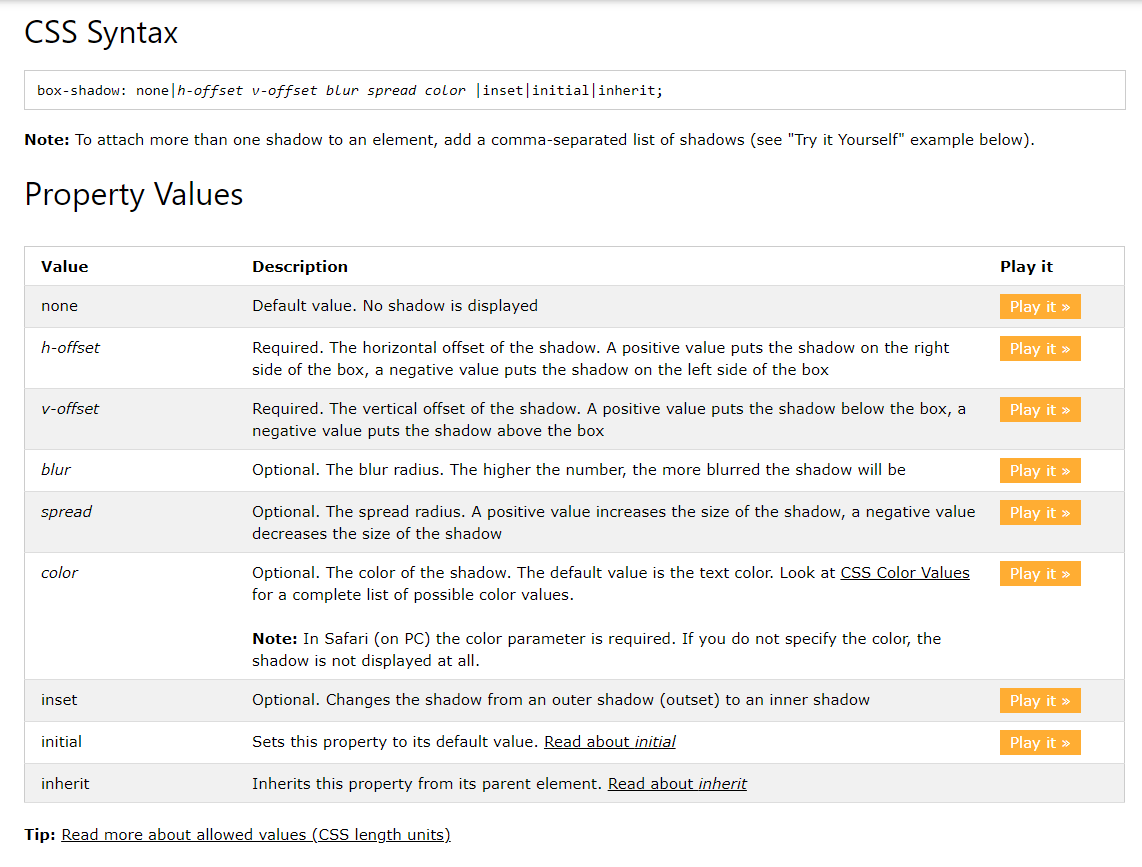 CSS Syntax
box-shadow: none|h-offset v-offset blur spread color |inset|initial|inherit;
Note: To attach more than one shadow to an element, add a comma-separated list of shadows (see "Try it Yourself" example below).
Property Values
Value Description Play it
none Default value. No shadow is displayed Play it »
h-offset Required. The horizontal offset of the shadow. A positive value puts the shadow on the right Play it »
side of the box, a negative value puts the shadow on the left side of the box
v-offset Required. The vertical offset of the shadow. A positive value puts the shadow below the box, a Play it »
negative value puts the shadow above the box
blur Optional. The blur radius. The higher the number, the more blurred the shadow will be Play it »
spread Optional. The spread radius. A positive value increases the size of the shadow, a negative value Play it »
decreases the size of the shadow
color Optional. The color of the shadow. The default value is the text color. Look at CSS Color Values Play it »
for a complete list of possible color values.
Note: In Safari (on PC) the color parameter is required. If you do not specify the color, the
shadow is not displayed at all.
inset Optional. Changes the shadow from an outer shadow (outset) to an inner shadow Play it »
initial Sets this property to its default value. Read about initial Play it »
inherit Inherits this property from its parent element. Read about inherit
Tip: Read more about allowed values (CSS length units)